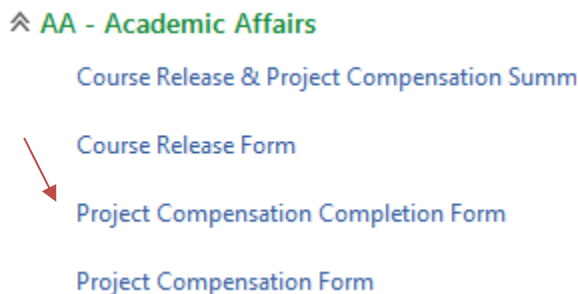 AA - Academic Affairs
Course Release & Project Compensation Summ
Course Release Form
Project Compensation Completion Form
Project Compensation Form